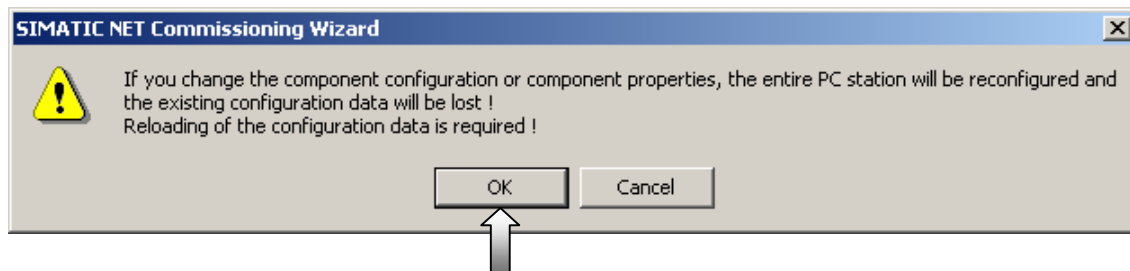 SIMATIC NET Commissioning Wizard
If you change the component configuration or component properties, the entire PC station will be reconfigured and
the existing configuration data will be lost !
Reloading of the configuration data is required !
OK
Cancel